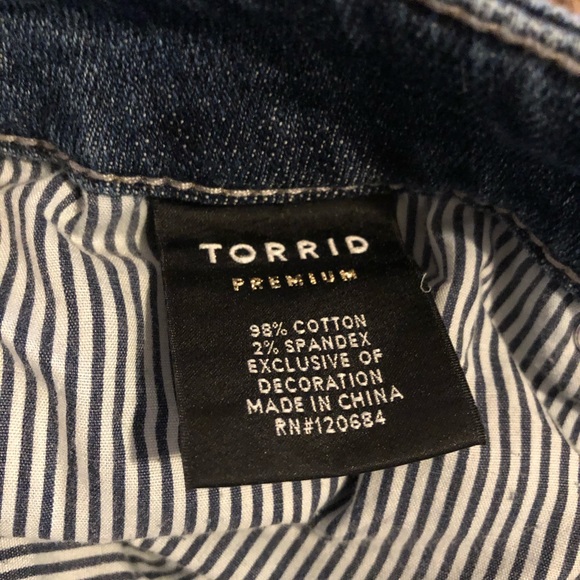 TORRID
PREMIUM
98% COTTON
2% SPANDEX
EXCLUSIVE OF
DECORATION
MADE IN CHINA
RN#120684